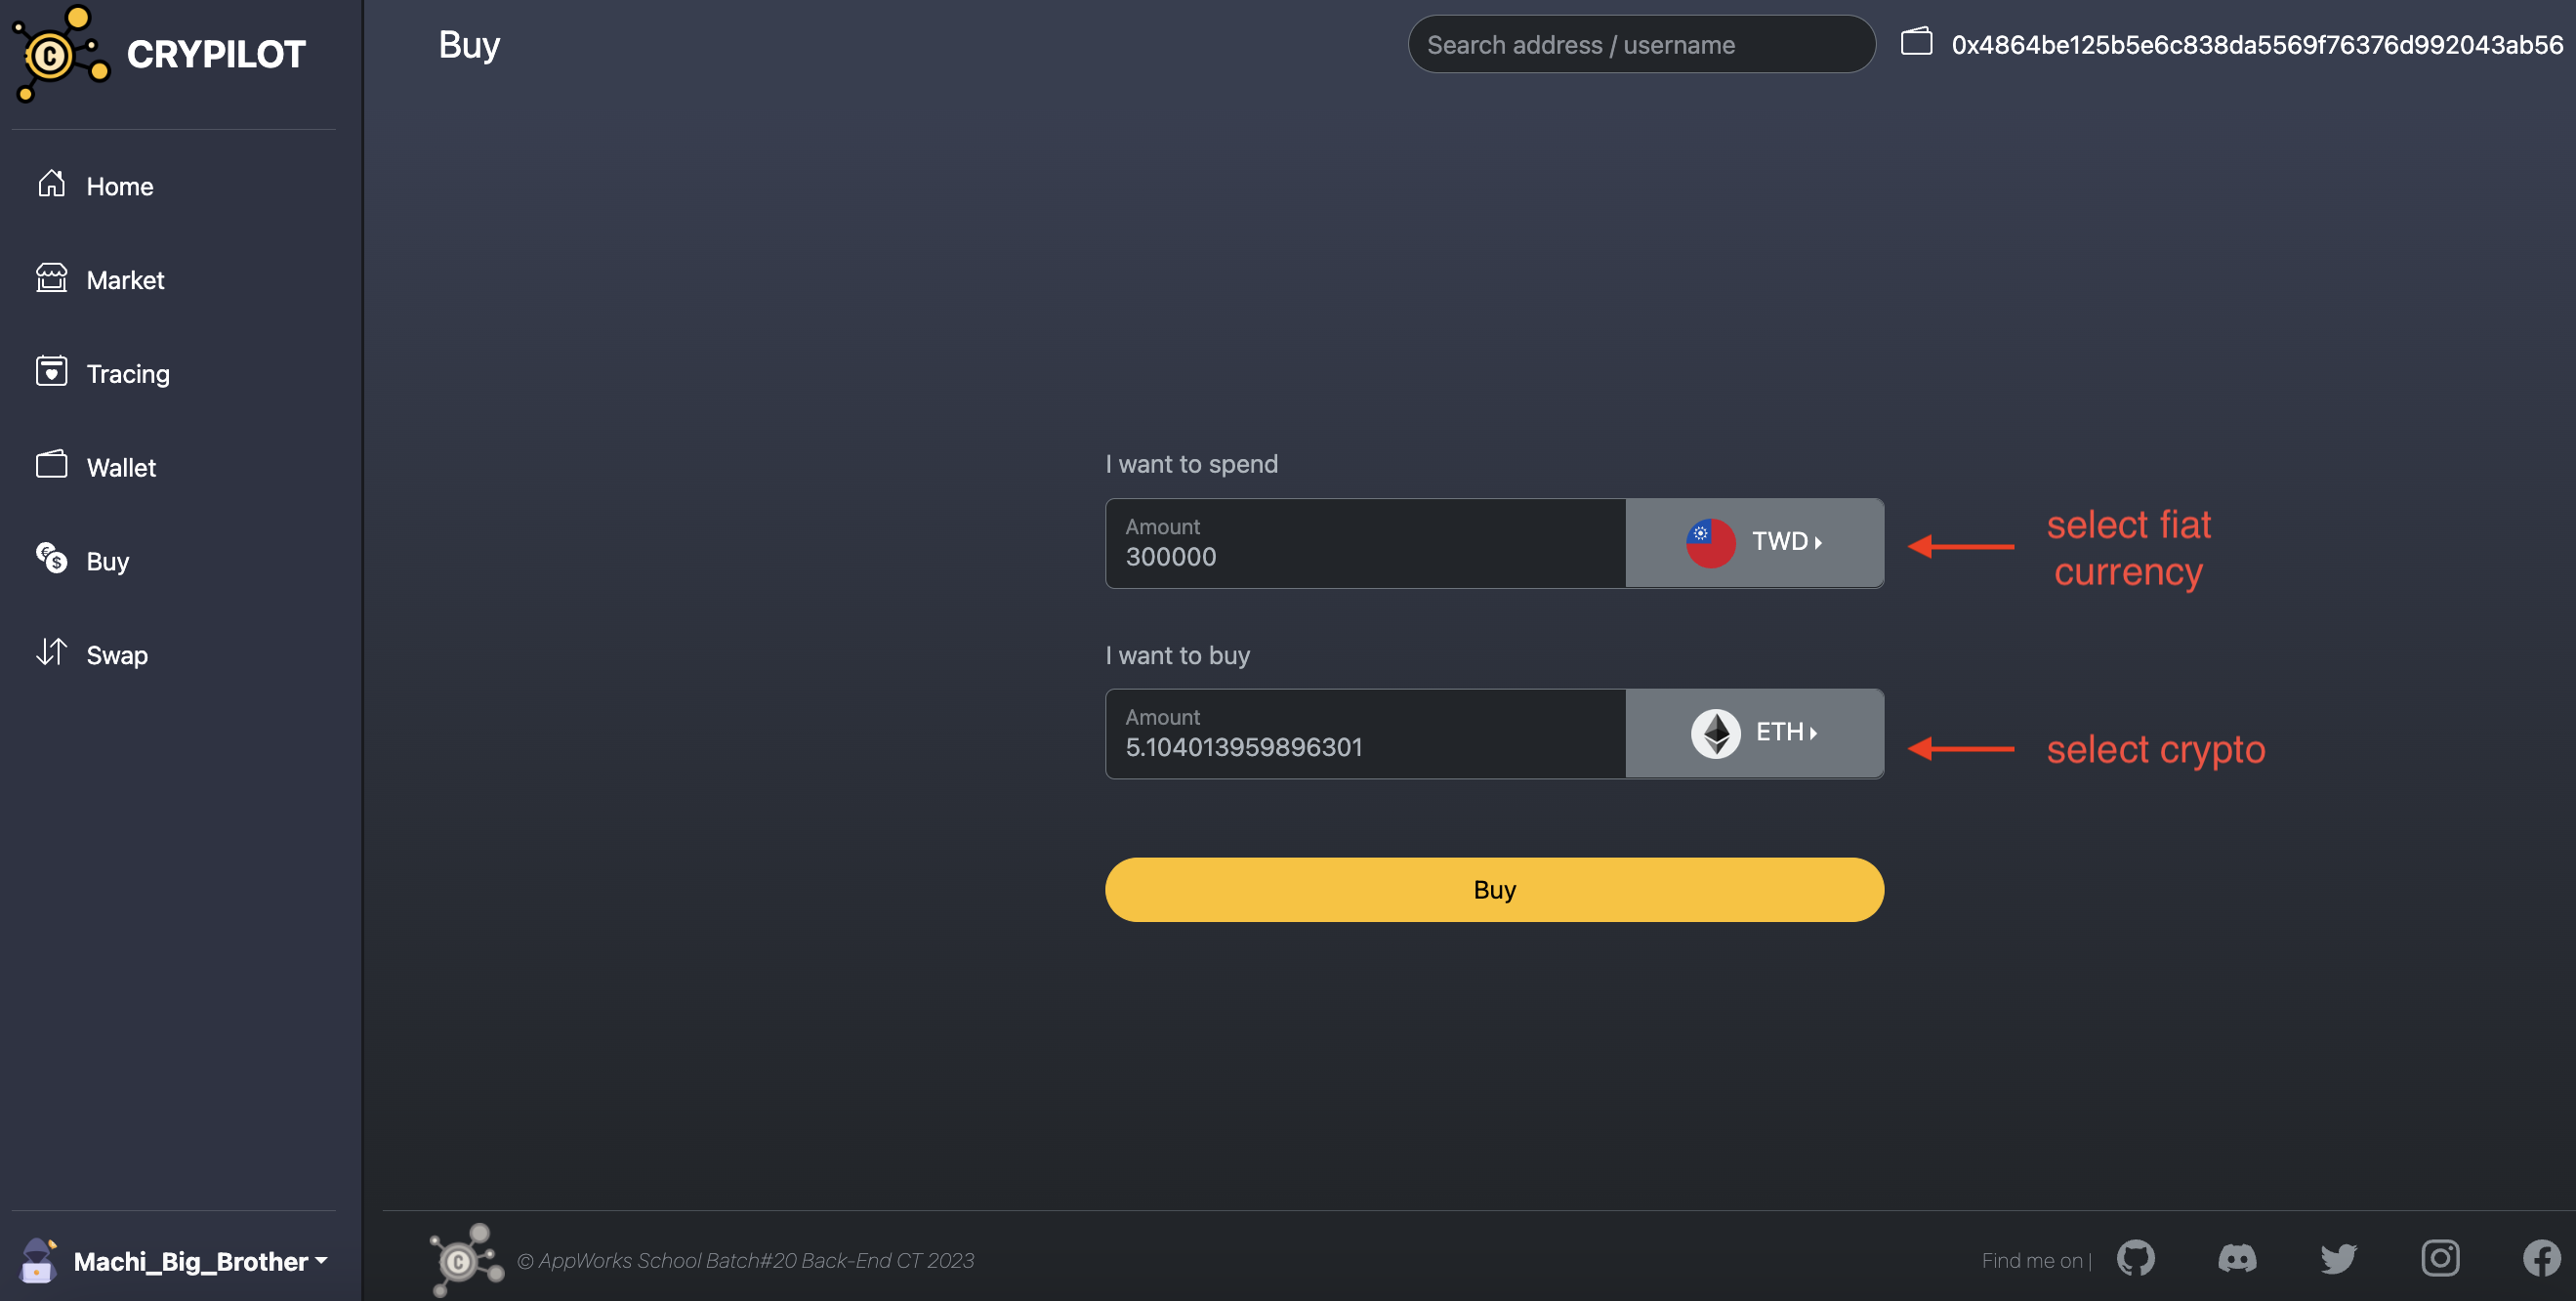 CRYPILOT
Buy
Search address / username
0x4864be125b5e6c838da5569f76376d992043ab56
Home
Market
Tracing
Wallet
Buy
Swap
I want to spend
Amount
300000
TWD
select fiat
currency
I want to buy
Amount
5.104013959896301
ETH
select crypto
Buy
Machi_Big_Brother
© AppWorks School Batch#20 Back-End CT 2023
Find me on |